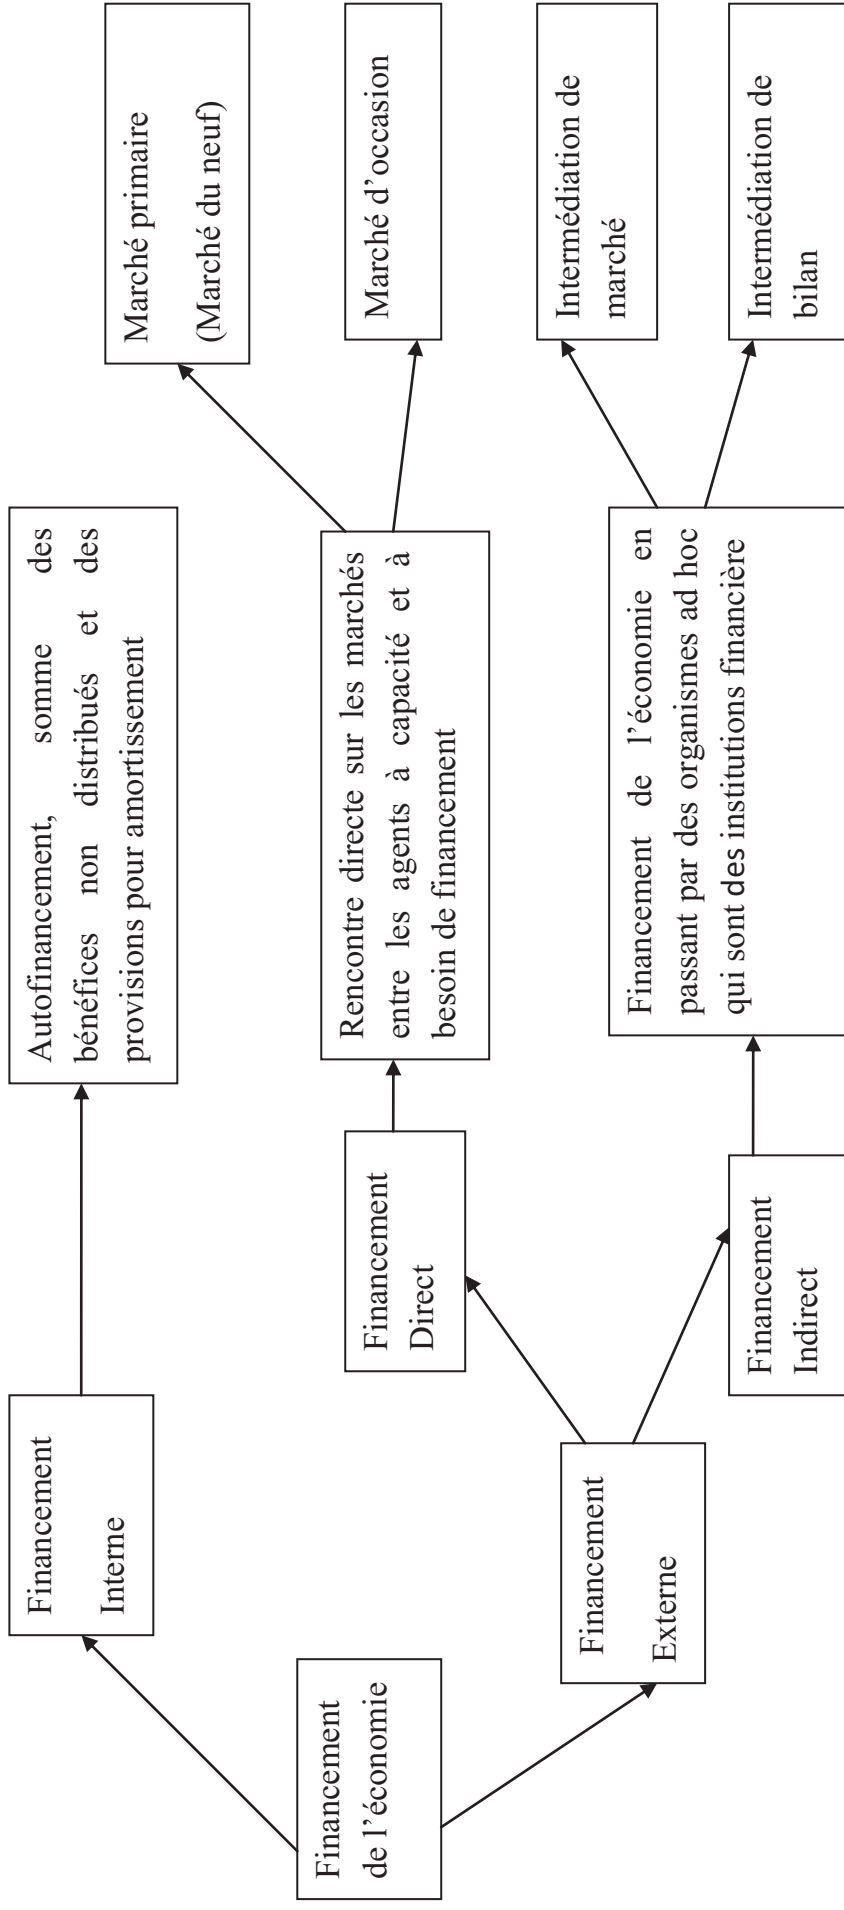 Financement
de l'économie
Financement
Interne
Autofinancement, somme des
bénéfices non distribués et des
provisions pour amortissement
Financement
Externe
Financement
Direct
Rencontre directe sur les marchés
entre les agents à capacité et à
besoin de financement
Marché primaire
(Marché du neuf)
Marché d'occasion
Financement
Indirect
Financement de l'économie en
passant par des organismes ad hoc
qui sont des institutions financière
Intermédiation de
marché
Intermédiation de
bilan